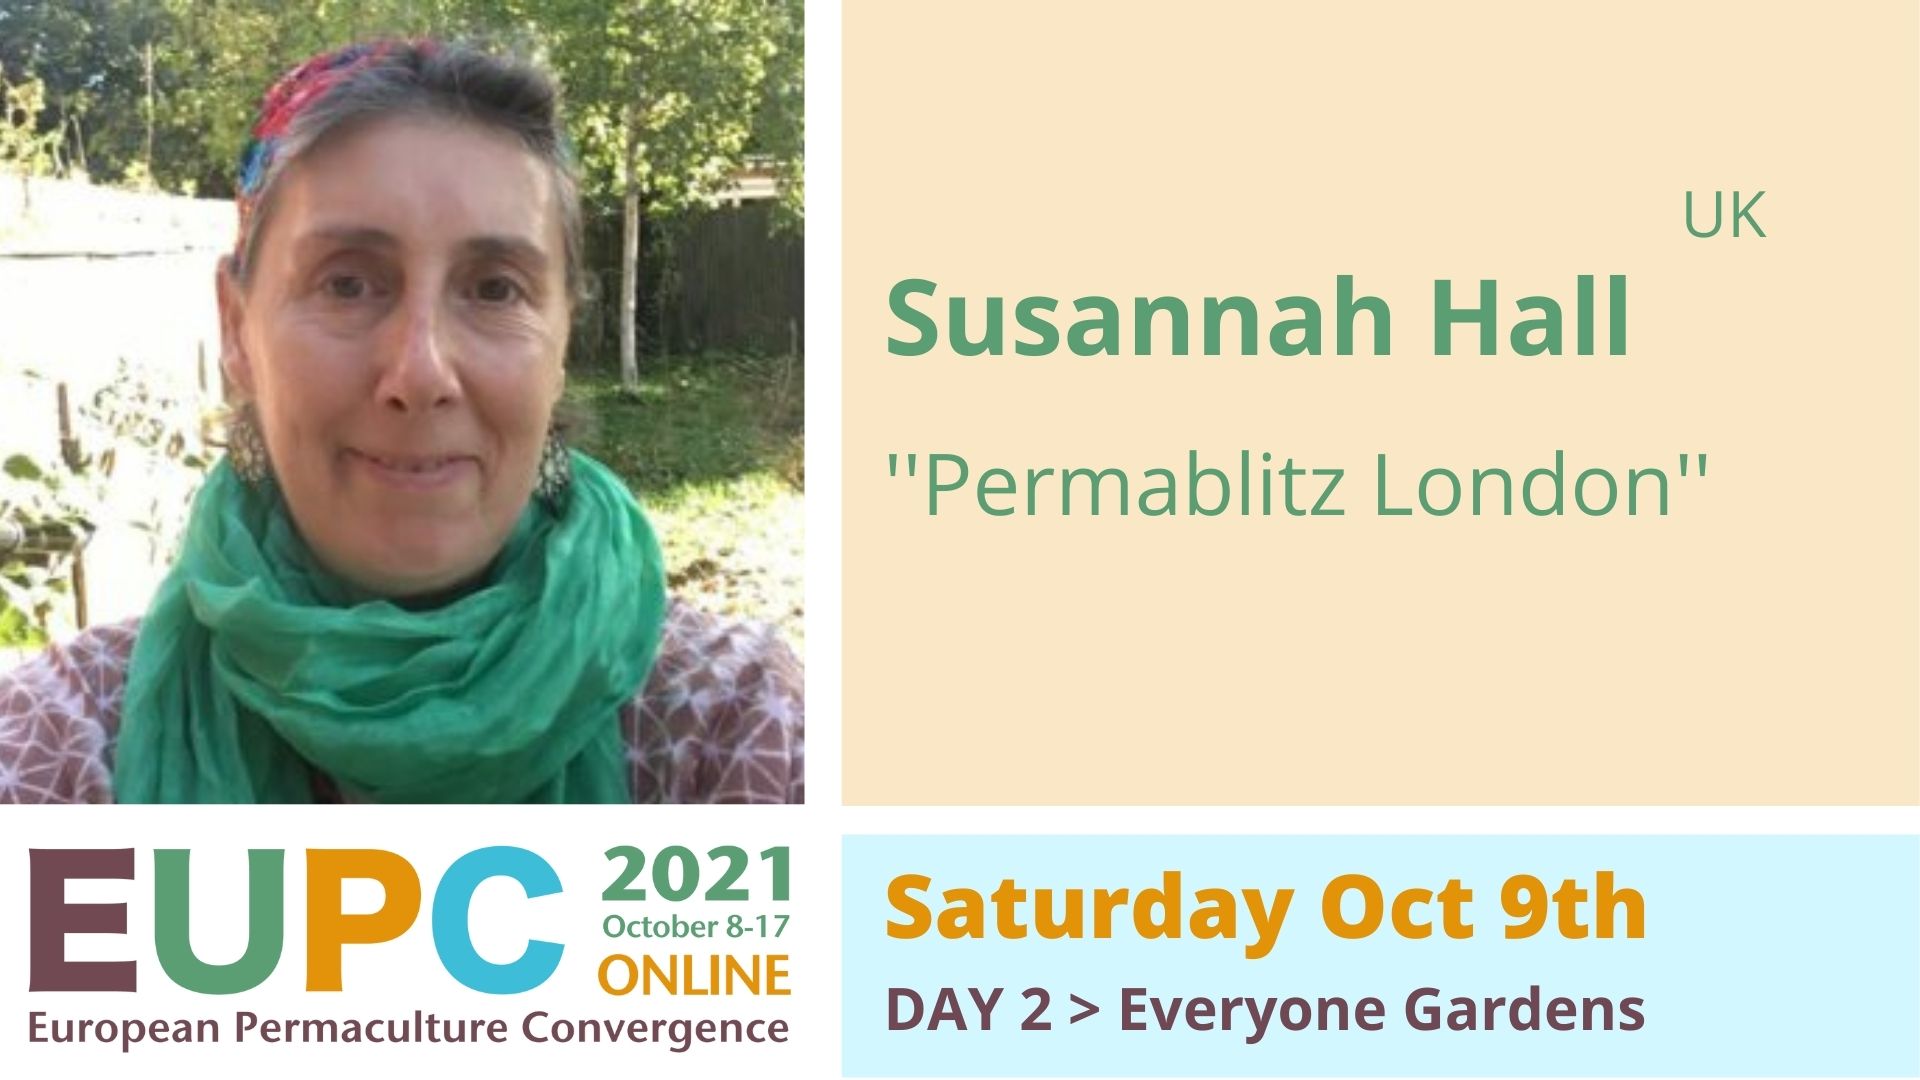 UK
Susannah Hall
''Permablitz London''
EUPC
2021
October 8-17
ONLINE
European Permaculture Convergence
Saturday Oct 9th
DAY 2 > Everyone Gardens